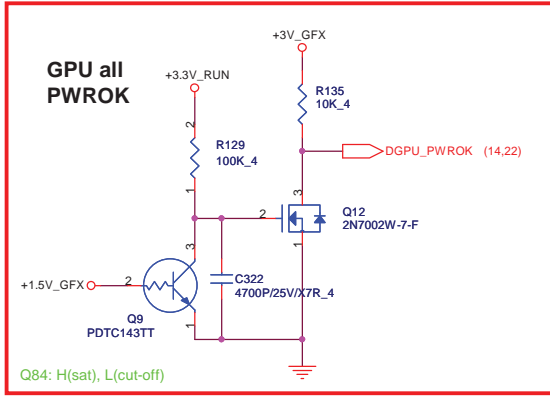 +3V_GFX
GPU all
PWROK
+3.3V_RUN
R135
10K_4
2
R129
100K_4
DGPU_PWROK (14,22)
1
3
2
Q12
2N7002W-7-F
3
1
+1.5V_GFX
2
C322
4700P/25V/X7R_4
Q9
1
PDTC143TT
Q84: H(sat), L(cut-off)